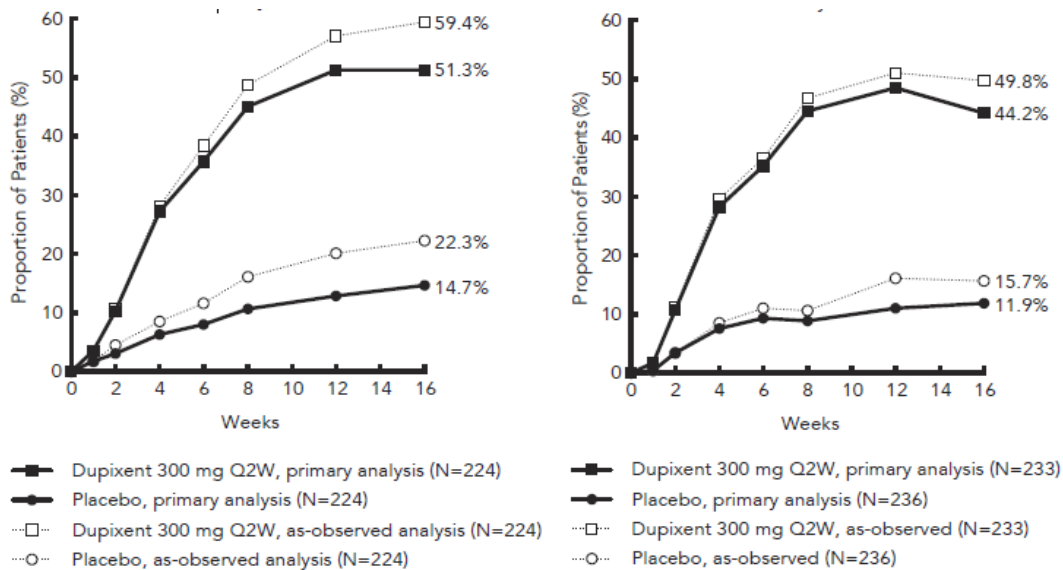 60
50
40
30
20
10
0
Proportion of Patients (%)
59.4%
51.3%
22.3%
14.7%
0 2 4 6 8 10 12 14 16
Weeks
Dupixent 300 mg Q2W, primary analysis (N=224)
Placebo, primary analysis (N=224)
Dupixent 300 mg Q2W, as-observed analysis (N=224)
Placebo, as-observed analysis (N=224)
60
50
40
30
20
10
0
Proportion of Patients (%)
49.8%
44.2%
15.7%
11.9%
0 2 4 6 8 10 12 14 16
Weeks
Dupixent 300 mg Q2W, primary analysis (N=233)
Placebo, primary analysis (N=236)
Dupixent 300 mg Q2W, as-observed (N=233)
Placebo, as-observed (N=236)